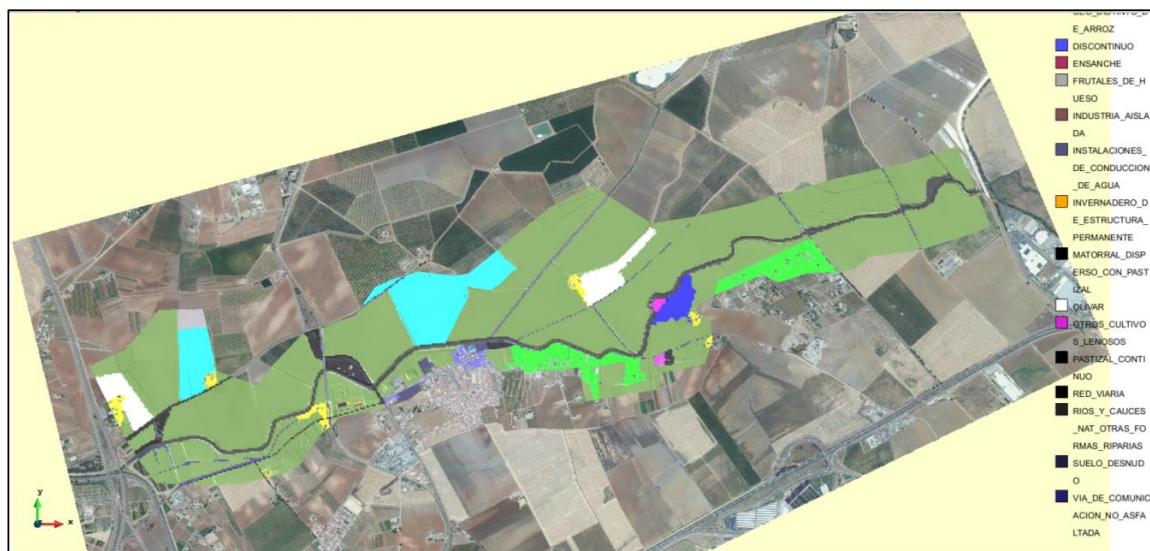 E_ARROZ
DISCONTINUO
ENSANCHE
FRUTALES_DE_H
UESO
INDUSTRIA_AISLA
DA
INSTALACIONES_
DE_CONDUCCION
_DE_AGUA
INVERNADERO_D
E_ESTRUCTURA_
PERMANENTE
MATORRAL_DISP
ERSO_CON_PAST
IZAL
OLIVAR
OTROS_CULTIVO
S_LENOSOS
PASTIZAL_CONTI
NUO
RED_VIARIA
RIOS_Y_CAUCES
_NAT_OTRAS_FO
RMAS_RIPARIAS
SUELO_DESNUD
O
VIA_DE_COMUNIC
ACION_NO_ASFA
LTADA
y
x